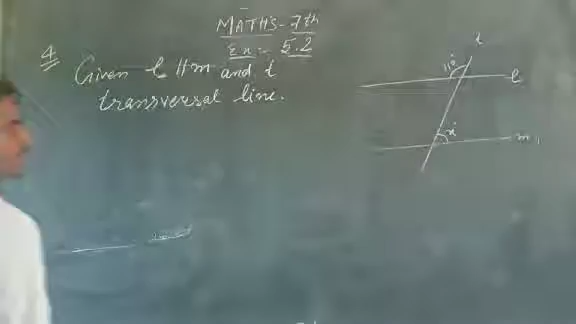 MATHS - 7th
Ex - 5.2
4
Given l || m and t
transversal line.
t
110°
l
x°
m